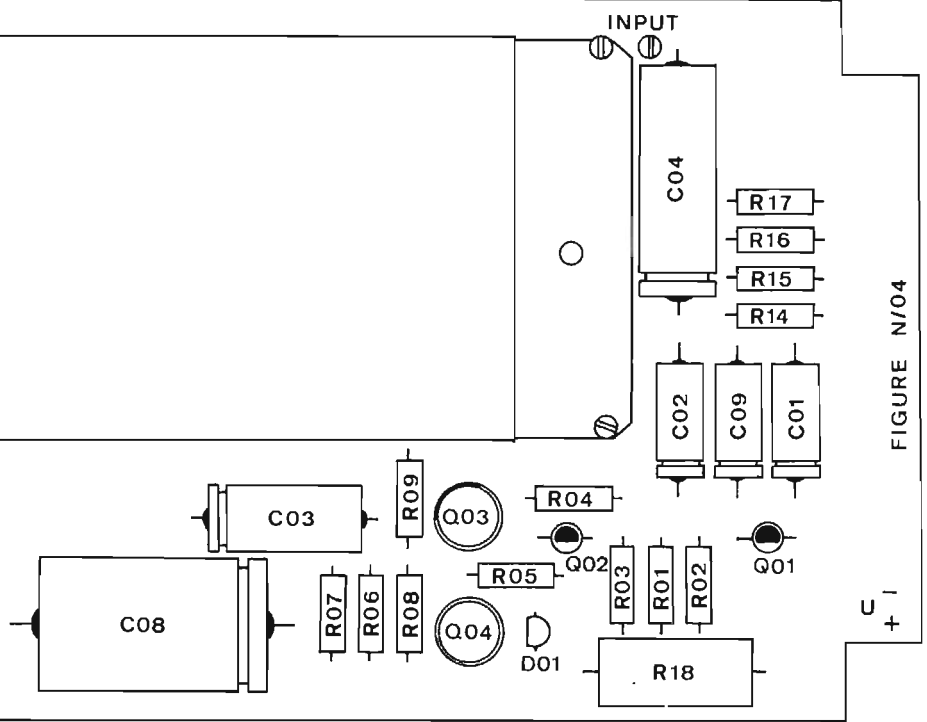 INPUT
C04
R17
R16
R15
R14
FIGURE N/04
C02
C09
C01
R09
Q03
R04
C03
Q02
Q01
R05
R03
R01
R02
R07
R06
R08
C08
Q04
D01
R18
U
−
+